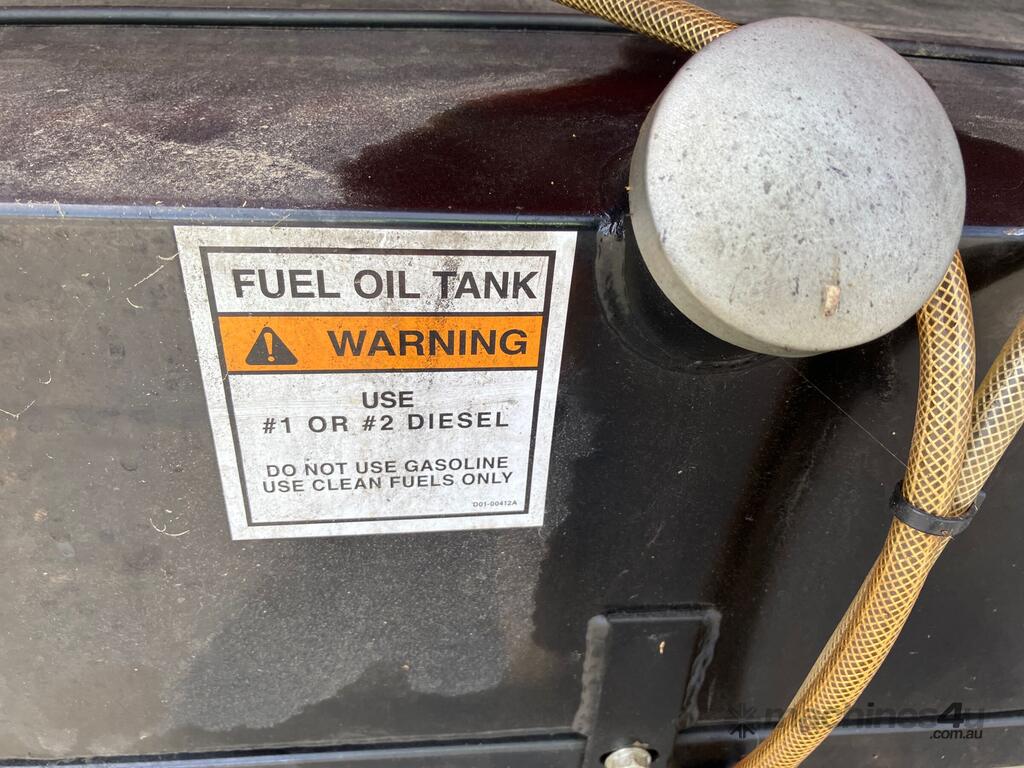 FUEL OIL TANK
WARNING
USE
#1 OR #2 DIESEL
DO NOT USE GASOLINE
USE CLEAN FUELS ONLY
D01-00412A
machines4u
.com.au